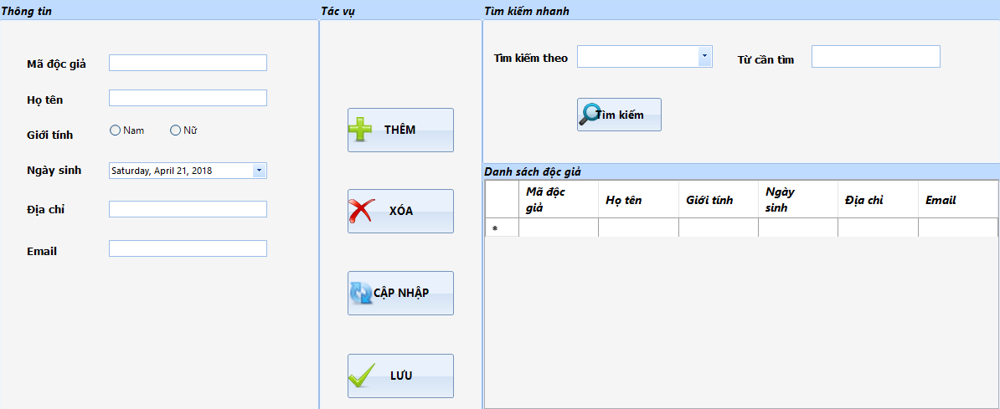 Thông tin
Mã độc giả
Họ tên
Giới tính
Nam
Nữ
Ngày sinh
Saturday, April 21, 2018
Địa chỉ
Email
Tác vụ
THÊM
XÓA
CẬP NHẬP
LƯU
Tìm kiếm nhanh
Tìm kiếm theo
Từ cần tìm
Tìm kiếm
Danh sách độc giả
Mã độc
giả
Họ tên
Giới tính
Ngày
sinh
Địa chỉ
Email
*